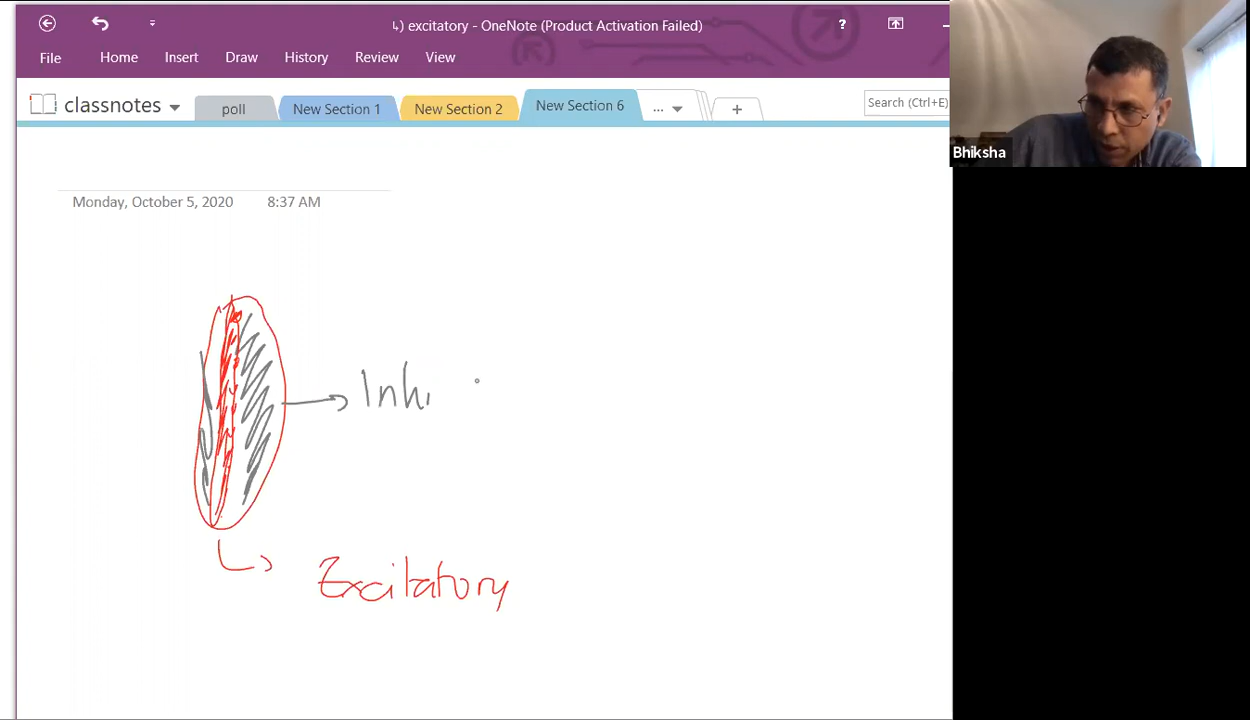 ↳) excitatory - OneNote (Product Activation Failed)
?
File Home Insert Draw History Review View
classnotes poll New Section 1 New Section 2 New Section 6 ... + Search (Ctrl+E)
Bhiksha
Monday, October 5, 2020 8:37 AM
Inhi
Excitatory